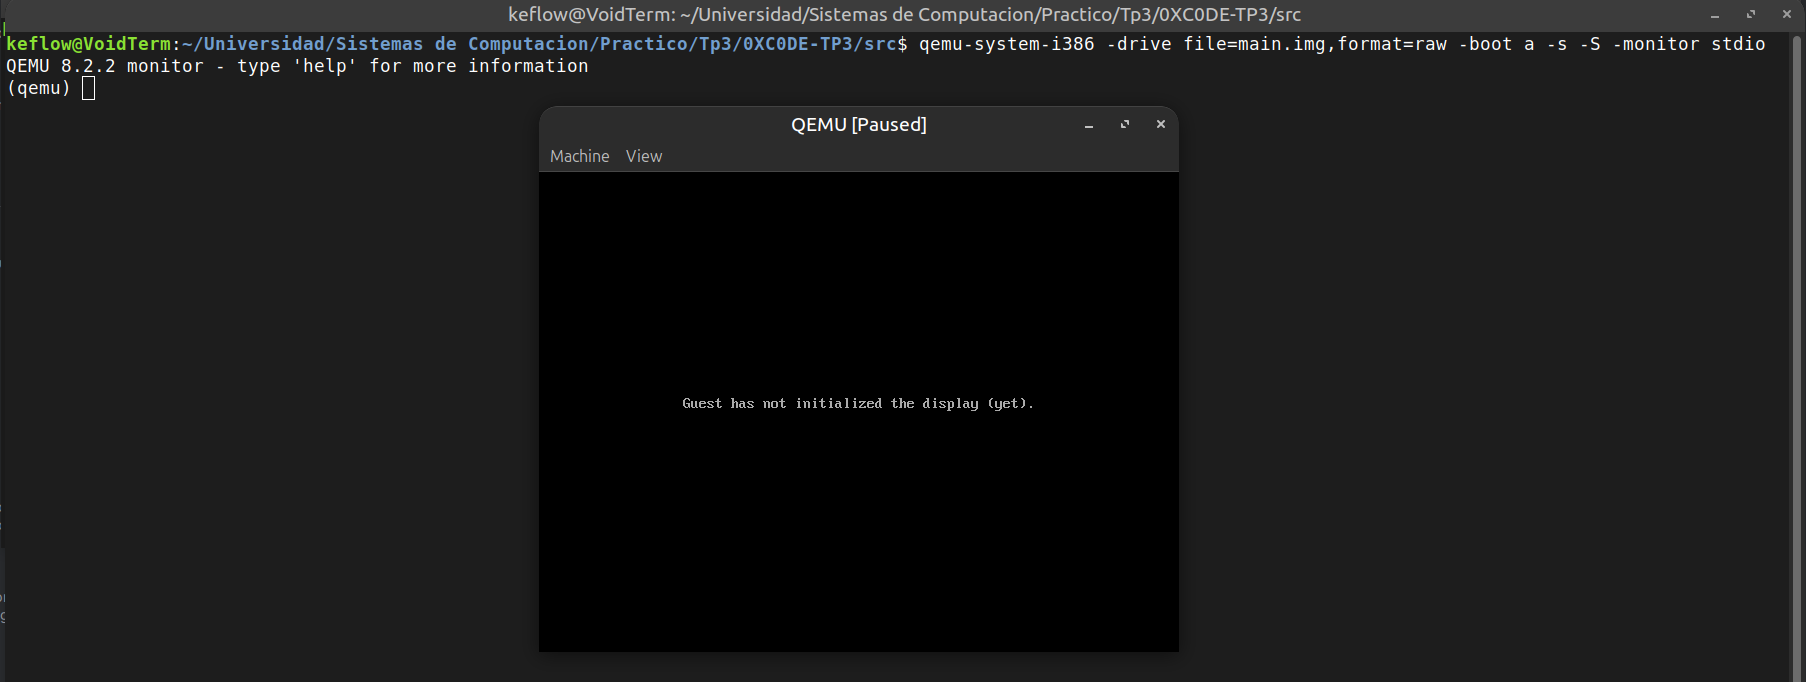 keflow@VoidTerm: ~/Universidad/Sistemas de Computacion/Practico/Tp3/0XC0DE-TP3/src
keflow@VoidTerm:~/Universidad/Sistemas de Computacion/Practico/Tp3/0XC0DE-TP3/src$ qemu-system-i386 -drive file=main.img,format=raw -boot a -s -S -monitor stdio
QEMU 8.2.2 monitor - type 'help' for more information
(qemu)
QEMU [Paused]
Machine View
Guest has not initialized the display (yet).